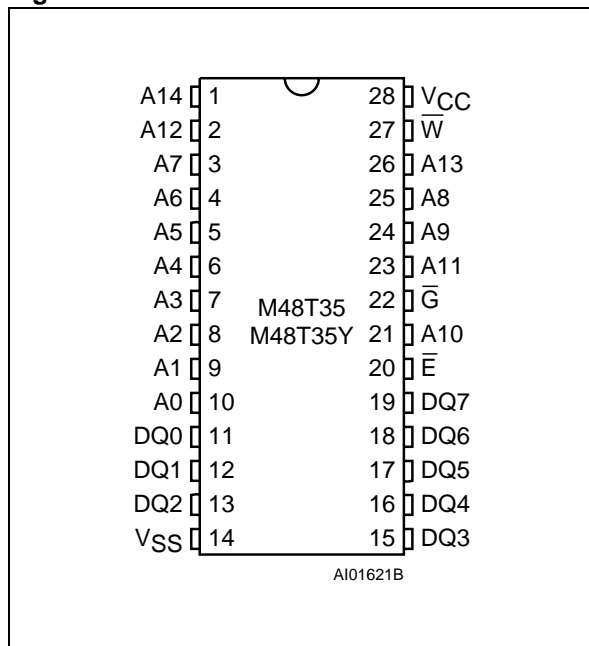 A14 1 28 VCC
A12 2 27 W̅
A7 3 26 A13
A6 4 25 A8
A5 5 24 A9
A4 6 23 A11
A3 7 22 G̅
A2 8 21 A10
A1 9 20 E̅
A0 10 19 DQ7
DQ0 11 18 DQ6
DQ1 12 17 DQ5
DQ2 13 16 DQ4
VSS 14 15 DQ3
M48T35
M48T35Y
AI01621B